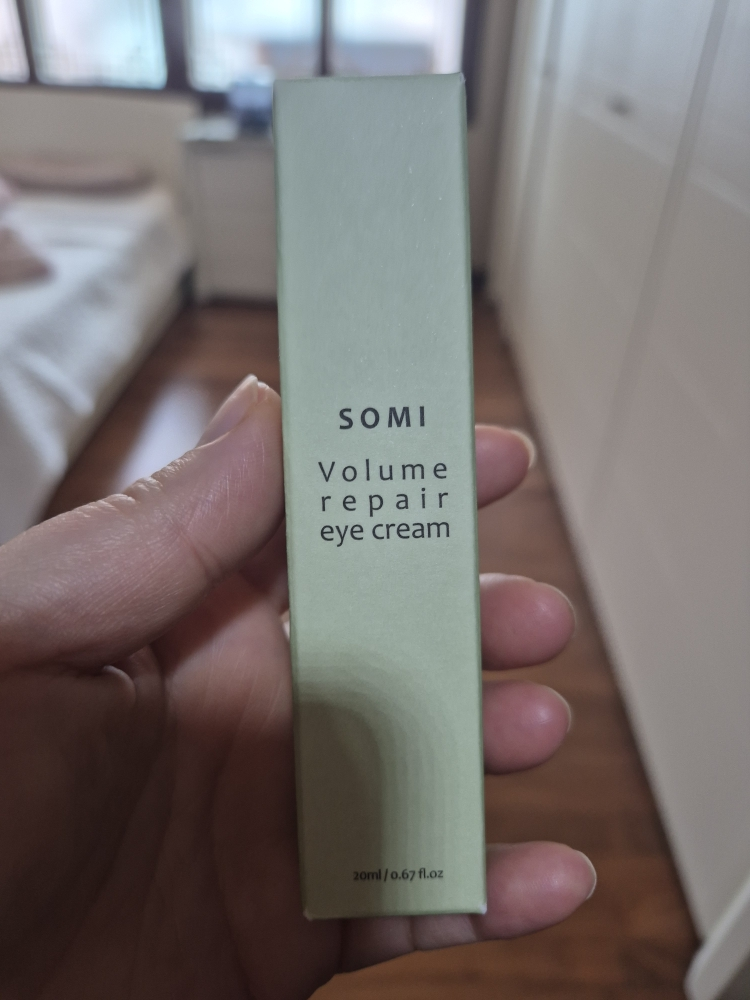 SOMI
Volume
repair
eye cream
20ml / 0.67 fl.oz